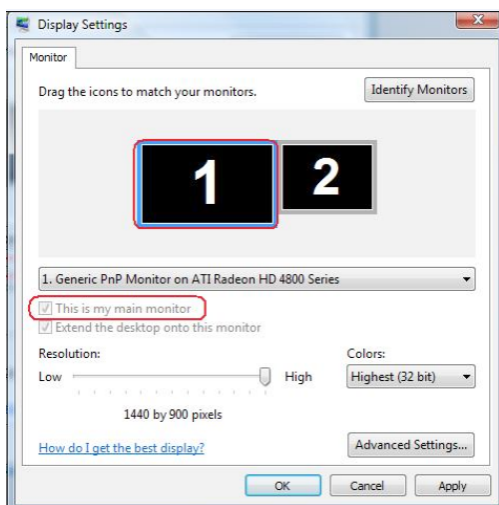 Display Settings
Monitor
Drag the icons to match your monitors.
Identify Monitors
1
2
1. Generic PnP Monitor on ATI Radeon HD 4800 Series
This is my main monitor
Extend the desktop onto this monitor
Resolution:
Colors:
Low
High
Highest (32 bit)
1440 by 900 pixels
How do I get the best display?
Advanced Settings...
OK
Cancel
Apply